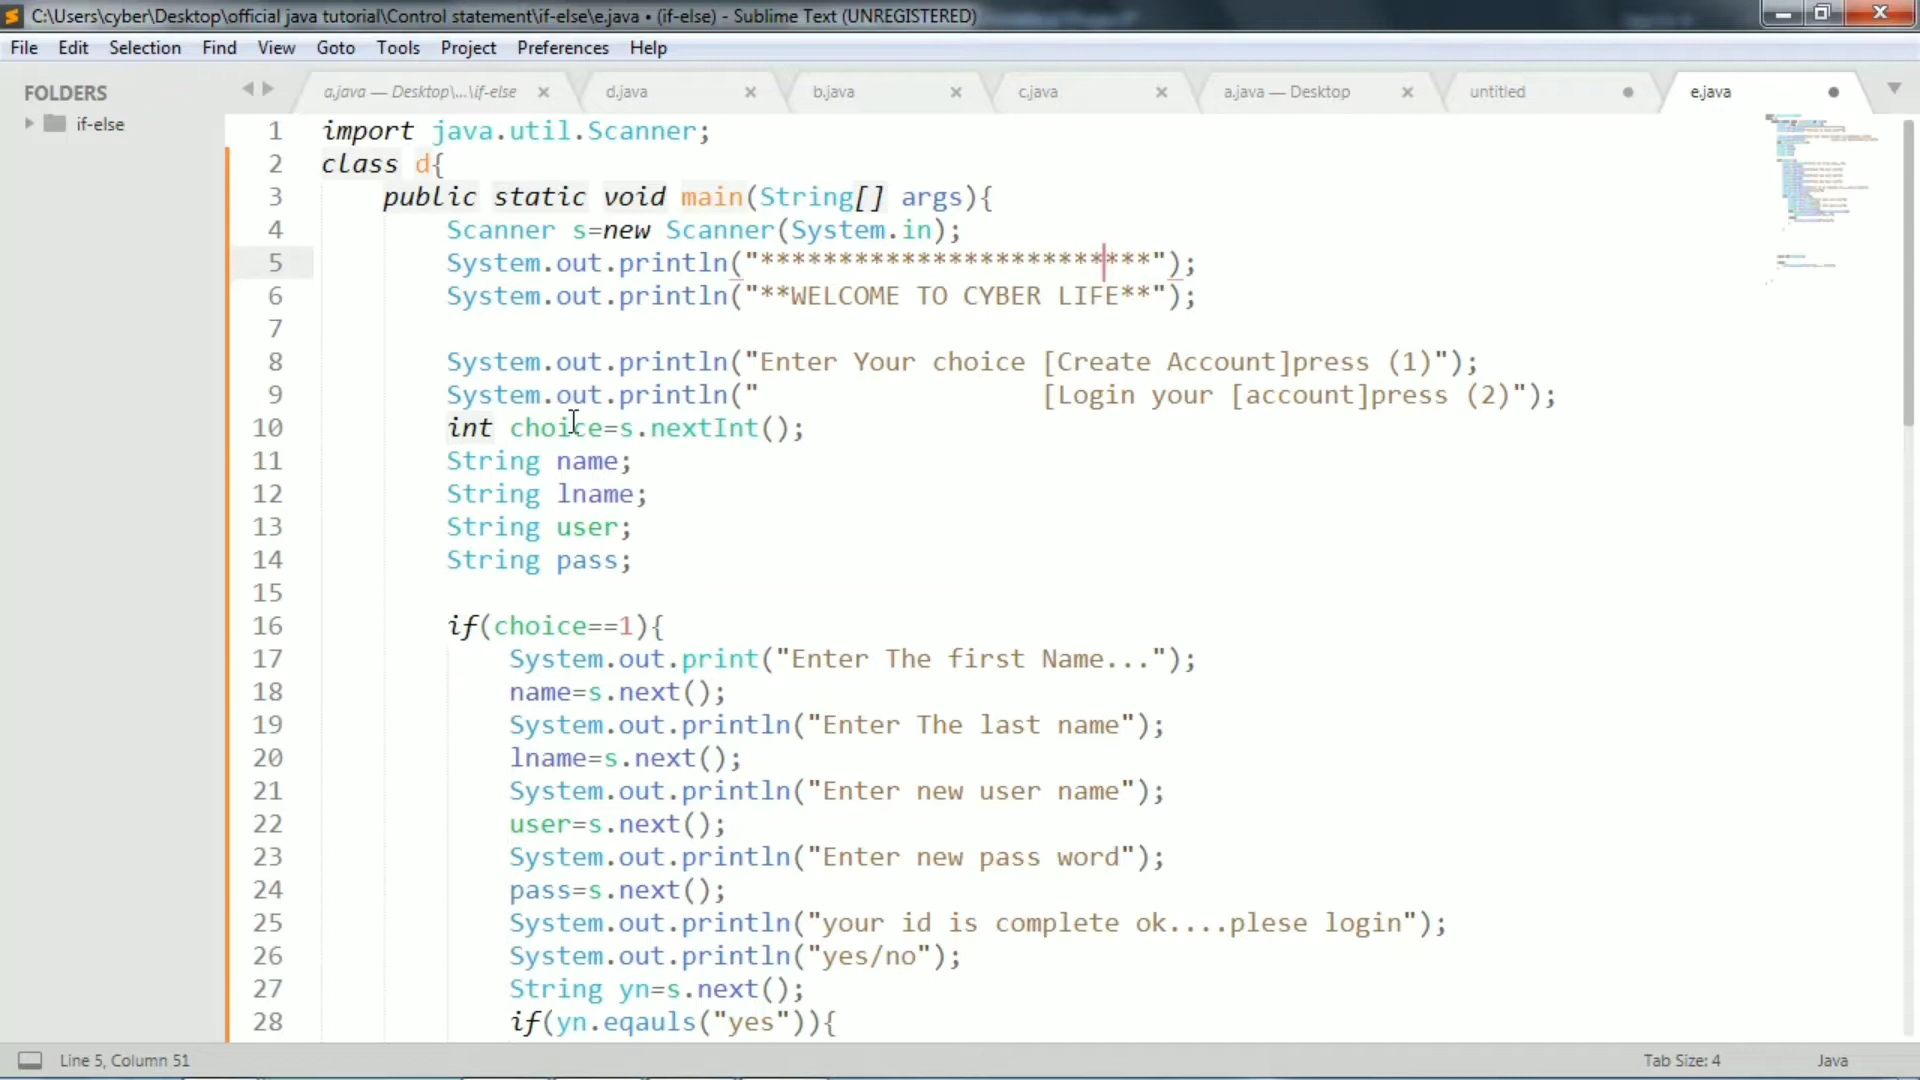 C:\Users\cyber\Desktop\official java tutorial\Control statement\if-else\e.java • (if-else) - Sublime Text (UNREGISTERED)
File Edit Selection Find View Goto Tools Project Preferences Help
FOLDERS
if-else
a.java — Desktop\...\if-else d.java b.java c.java a.java — Desktop untitled e.java
1 import java.util.Scanner;
2 class d{
3 public static void main(String[] args){
4 Scanner s=new Scanner(System.in);
5 System.out.println("*************************");
6 System.out.println("**WELCOME TO CYBER LIFE**");
7
8 System.out.println("Enter Your choice [Create Account]press (1)");
9 System.out.println("                  [Login your [account]press (2)");
10 int choice=s.nextInt();
11 String name;
12 String lname;
13 String user;
14 String pass;
15
16 if(choice==1){
17 System.out.print("Enter The first Name...");
18 name=s.next();
19 System.out.println("Enter The last name");
20 lname=s.next();
21 System.out.println("Enter new user name");
22 user=s.next();
23 System.out.println("Enter new pass word");
24 pass=s.next();
25 System.out.println("your id is complete ok....plese login");
26 System.out.println("yes/no");
27 String yn=s.next();
28 if(yn.eqauls("yes")){
Line 5, Column 51
Tab Size: 4
Java